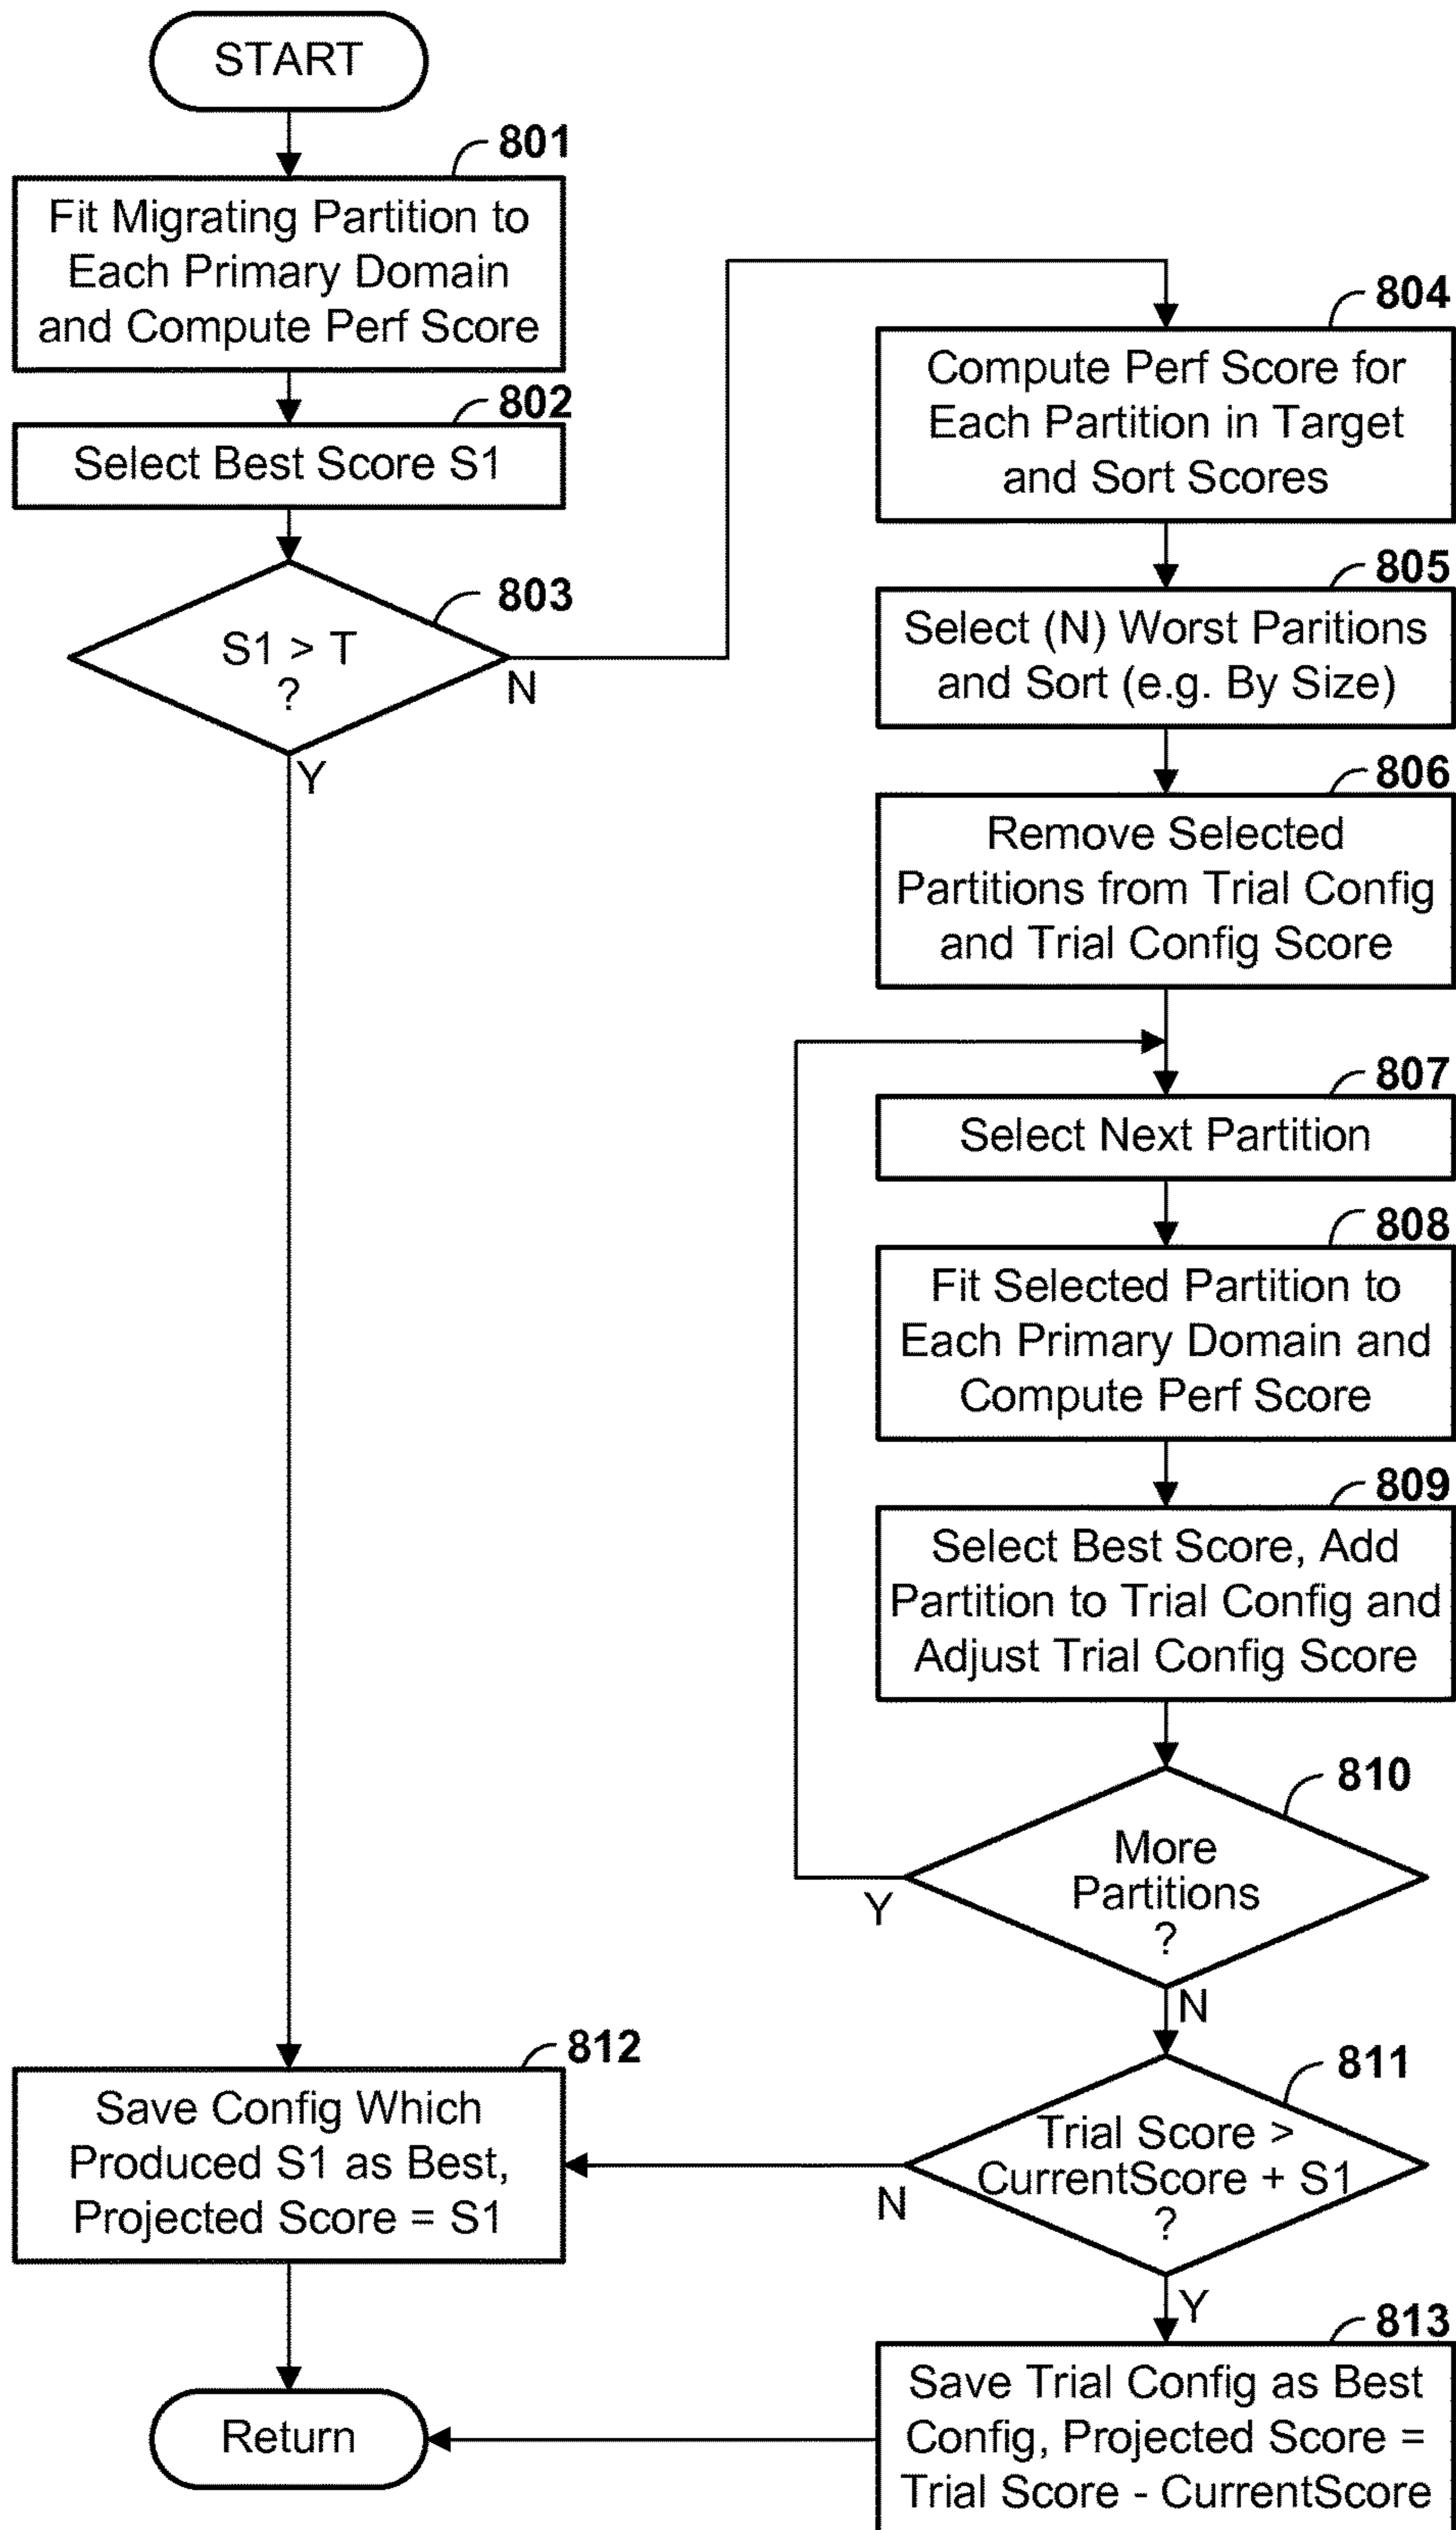 START
801
Fit Migrating Partition to
Each Primary Domain
and Compute Perf Score
802
Select Best Score S1
803
S1 > T
?
N
Y
804
Compute Perf Score for
Each Partition in Target
and Sort Scores
805
Select (N) Worst Paritions
and Sort (e.g. By Size)
806
Remove Selected
Partitions from Trial Config
and Trial Config Score
807
Select Next Partition
808
Fit Selected Partition to
Each Primary Domain and
Compute Perf Score
809
Select Best Score, Add
Partition to Trial Config and
Adjust Trial Config Score
810
More
Partitions
?
Y
N
811
Trial Score >
CurrentScore + S1
?
N
Y
812
Save Config Which
Produced S1 as Best,
Projected Score = S1
813
Save Trial Config as Best
Config, Projected Score =
Trial Score - CurrentScore
Return